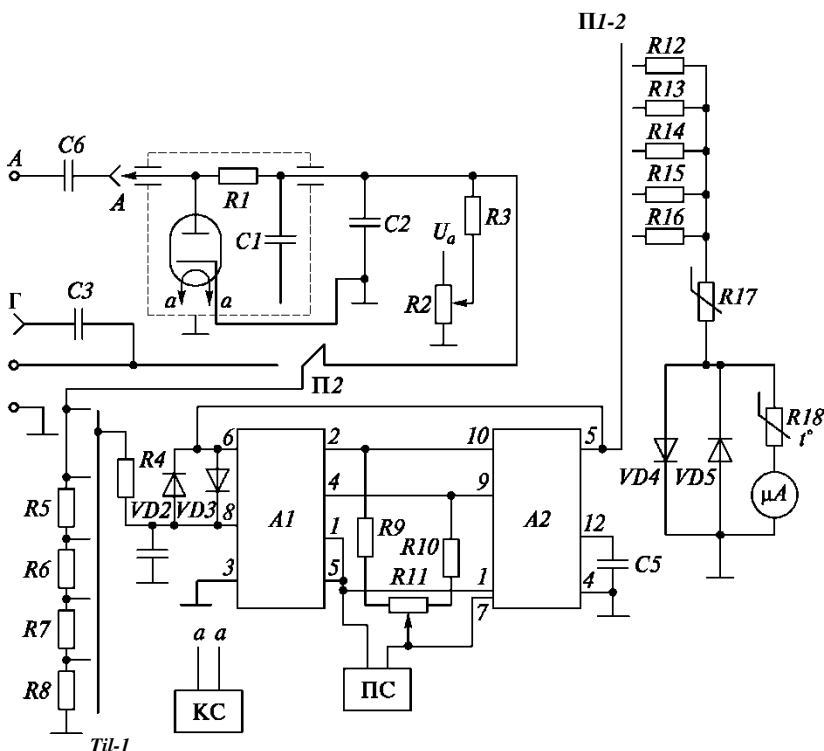 П1-2
R12
R13
R14
R15
R16
R17
R18
t°
VD4
VD5
μA
A
C6
A
R1
C1
C2
R3
U_a
R2
a
a
Г
C3
П2
R4
VD2
VD3
R5
R6
R7
R8
Til-1
6
8
3
A1
2
4
1
5
R9
R10
R11
10
9
1
7
A2
5
12
4
C5
a
a
КС
ПС